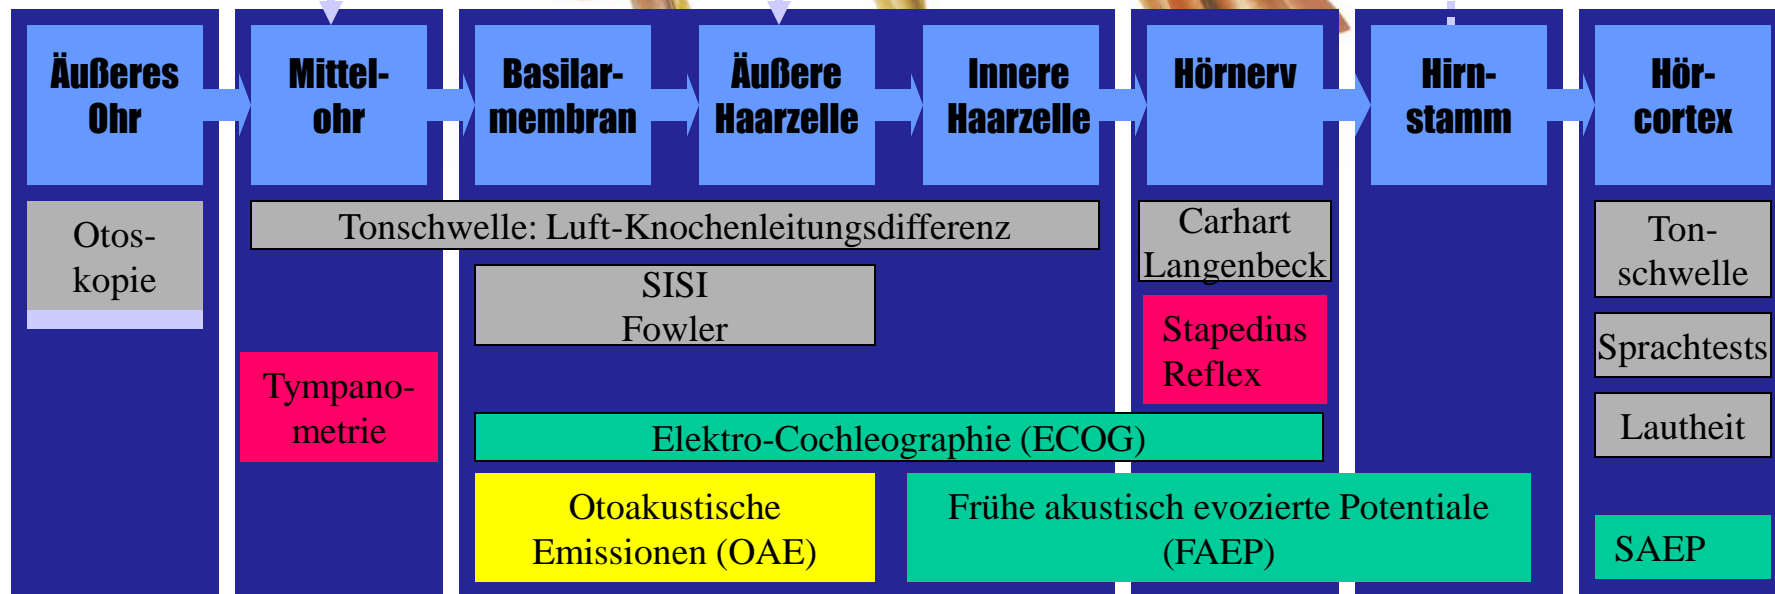 Äußeres
Ohr
Mittel-
ohr
Basilar-
membran
Äußere
Haarzelle
Innere
Haarzelle
Hörnerv
Hirn-
stamm
Hör-
cortex
Otos-
kopie
Tonschwelle: Luft-Knochenleitungsdifferenz
Carhart
Langenbeck
Ton-
schwelle
SISI
Fowler
Stapedius
Reflex
Sprachtests
Tympano-
metrie
Lautheit
Elektro-Cochleographie (ECOG)
Otoakustische
Emissionen (OAE)
Frühe akustisch evozierte Potentiale
(FAEP)
SAEP